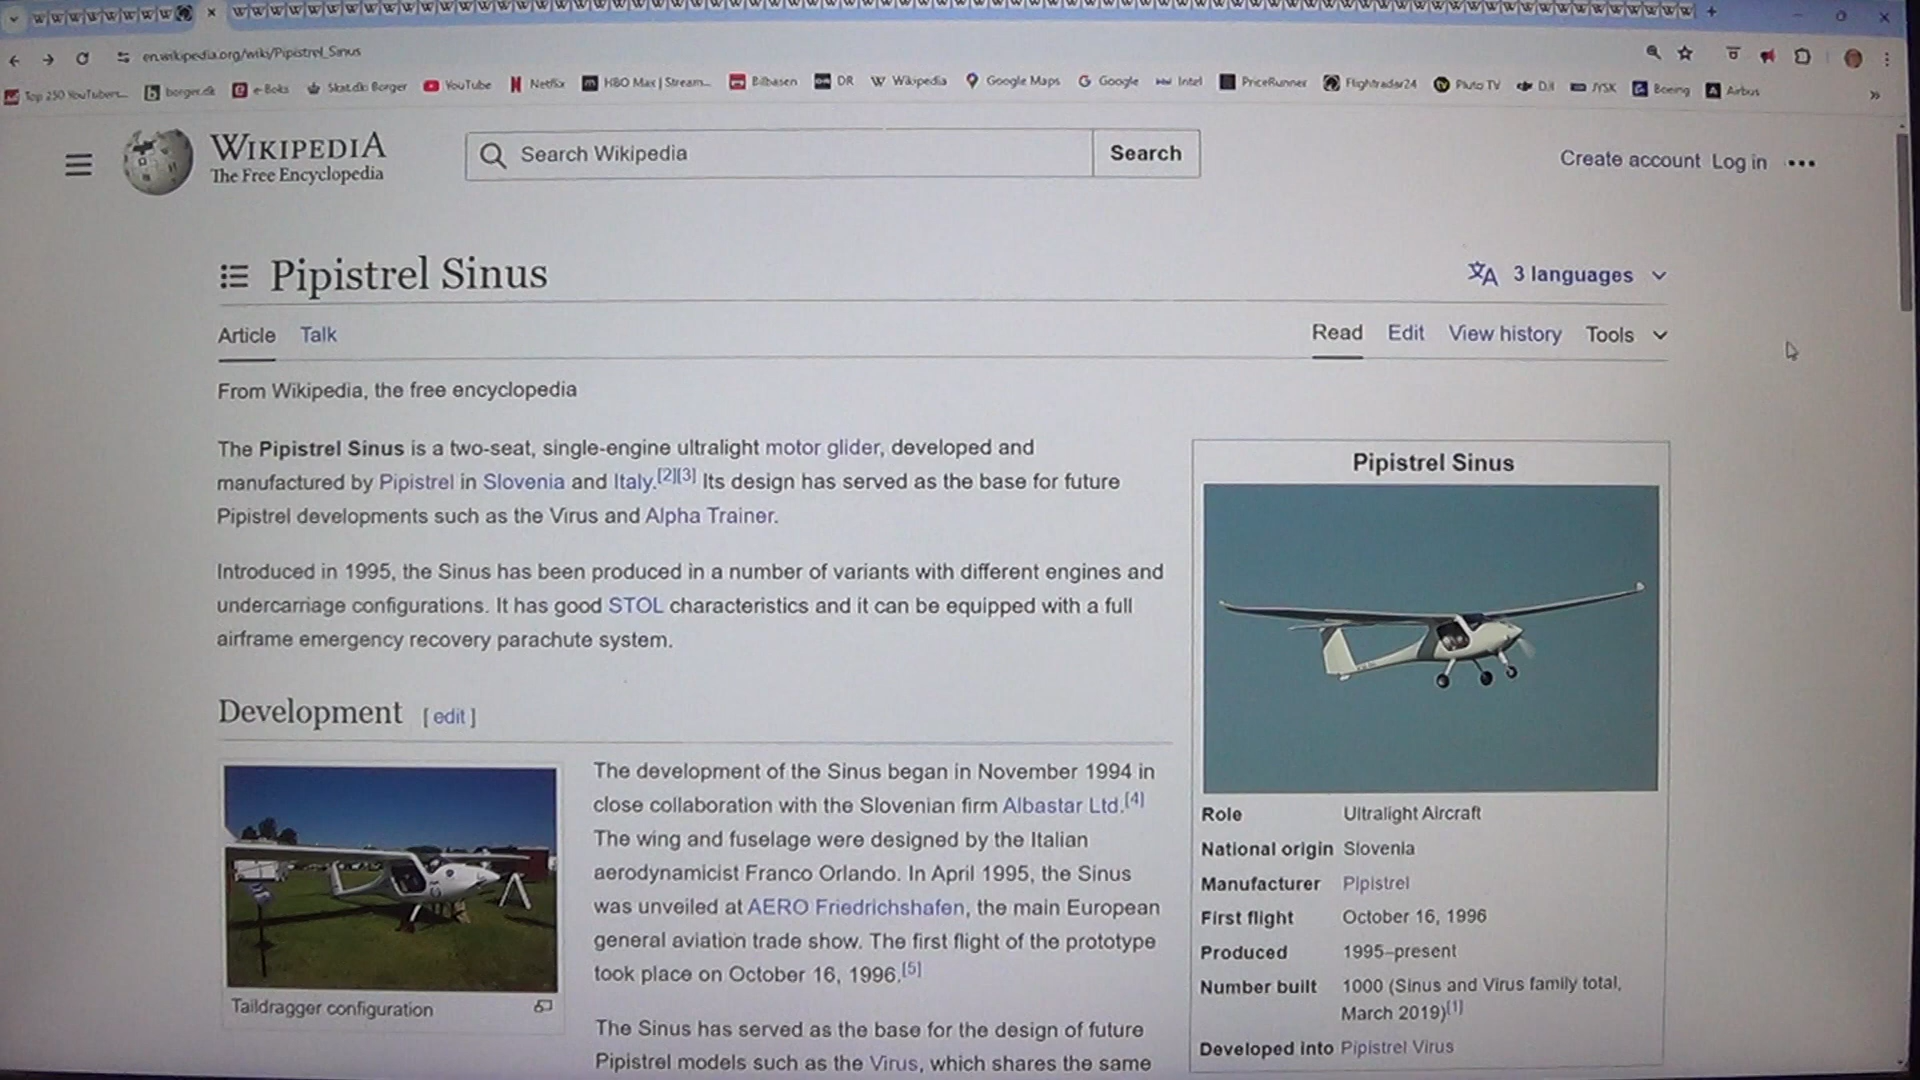 en.wikipedia.org/wiki/Pipistrel_Sinus
Top 250 YouTubers... borger.dk e-Boks Skat.dk: Borger YouTube Netflix HBO Max | Stream... Bilbasen DR Wikipedia Google Maps Google Intel PriceRunner Flightradar24 Pluto TV DJI JYSK Boeing Airbus
WIKIPEDIA
The Free Encyclopedia
Search Wikipedia
Search
Create account Log in
Pipistrel Sinus
3 languages
Article Talk
Read Edit View history Tools
From Wikipedia, the free encyclopedia
The Pipistrel Sinus is a two-seat, single-engine ultralight motor glider, developed and
manufactured by Pipistrel in Slovenia and Italy.[2][3] Its design has served as the base for future
Pipistrel developments such as the Virus and Alpha Trainer.
Introduced in 1995, the Sinus has been produced in a number of variants with different engines and
undercarriage configurations. It has good STOL characteristics and it can be equipped with a full
airframe emergency recovery parachute system.
Development [ edit ]
Taildragger configuration
The development of the Sinus began in November 1994 in
close collaboration with the Slovenian firm Albastar Ltd.[4]
The wing and fuselage were designed by the Italian
aerodynamicist Franco Orlando. In April 1995, the Sinus
was unveiled at AERO Friedrichshafen, the main European
general aviation trade show. The first flight of the prototype
took place on October 16, 1996.[5]
The Sinus has served as the base for the design of future
Pipistrel models such as the Virus, which shares the same
Pipistrel Sinus
Role Ultralight Aircraft
National origin Slovenia
Manufacturer Pipistrel
First flight October 16, 1996
Produced 1995–present
Number built 1000 (Sinus and Virus family total,
March 2019)[1]
Developed into Pipistrel Virus